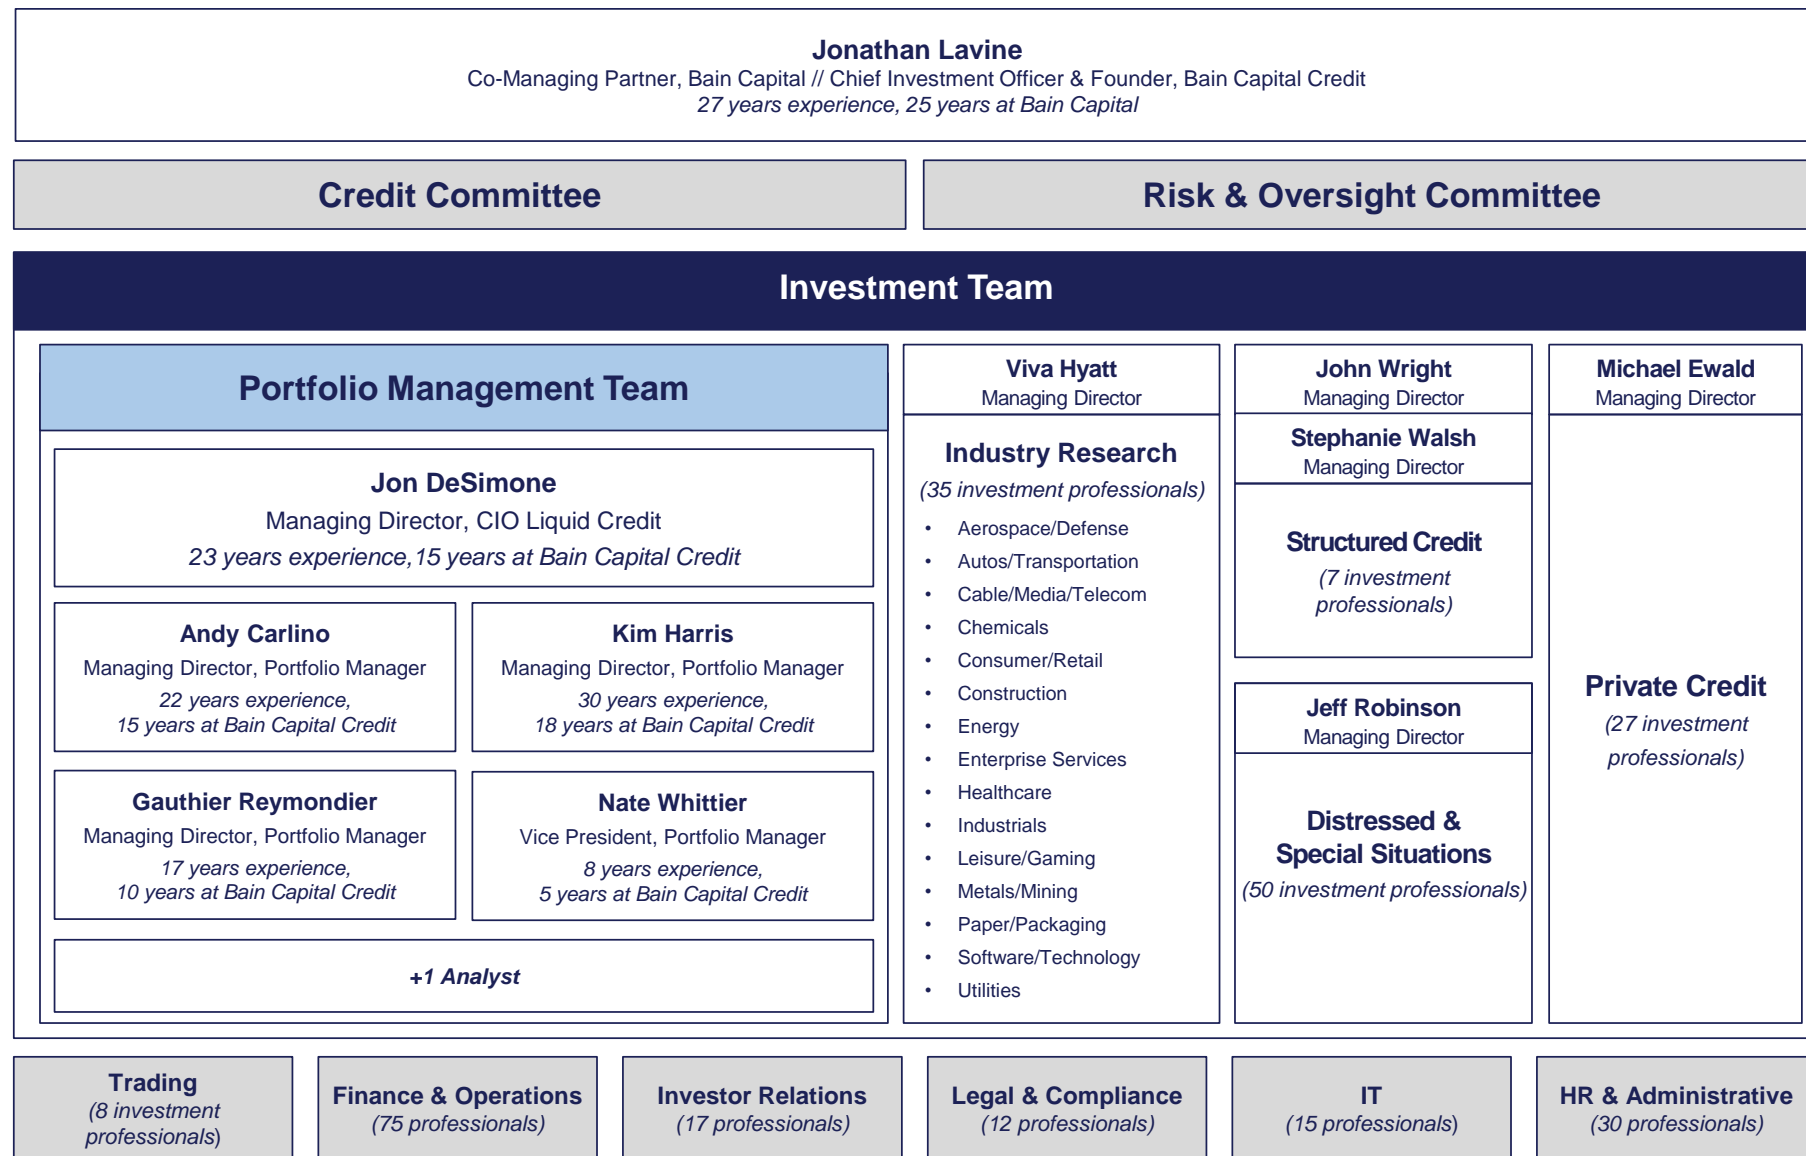 Jonathan Lavine
Co-Managing Partner, Bain Capital // Chief Investment Officer & Founder, Bain Capital Credit
27 years experience, 25 years at Bain Capital
Credit Committee
Risk & Oversight Committee
Investment Team
Portfolio Management Team
Jon DeSimone
Managing Director, CIO Liquid Credit
23 years experience, 15 years at Bain Capital Credit
Andy Carlino
Managing Director, Portfolio Manager
22 years experience,
15 years at Bain Capital Credit
Kim Harris
Managing Director, Portfolio Manager
30 years experience,
18 years at Bain Capital Credit
Gauthier Reymondier
Managing Director, Portfolio Manager
17 years experience,
10 years at Bain Capital Credit
Nate Whittier
Vice President, Portfolio Manager
8 years experience,
5 years at Bain Capital Credit
+1 Analyst
Viva Hyatt
Managing Director
Industry Research
(35 investment professionals)
• Aerospace/Defense
• Autos/Transportation
• Cable/Media/Telecom
• Chemicals
• Consumer/Retail
• Construction
• Energy
• Enterprise Services
• Healthcare
• Industrials
• Leisure/Gaming
• Metals/Mining
• Paper/Packaging
• Software/Technology
• Utilities
John Wright
Managing Director
Stephanie Walsh
Managing Director
Structured Credit
(7 investment
professionals)
Jeff Robinson
Managing Director
Distressed &
Special Situations
(50 investment professionals)
Michael Ewald
Managing Director
Private Credit
(27 investment
professionals)
Trading
(8 investment
professionals)
Finance & Operations
(75 professionals)
Investor Relations
(17 professionals)
Legal & Compliance
(12 professionals)
IT
(15 professionals)
HR & Administrative
(30 professionals)